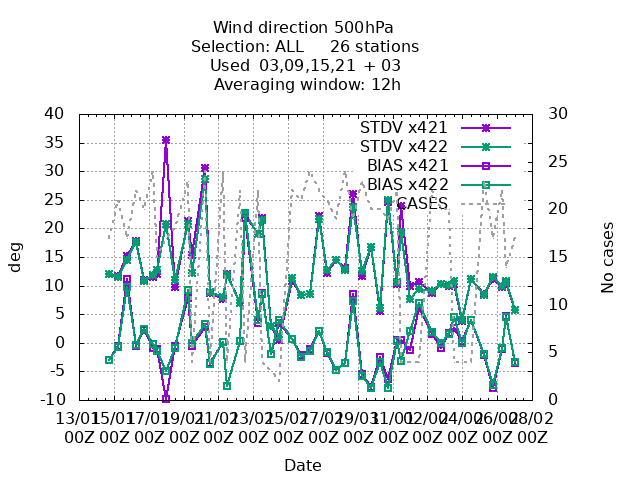 Wind direction 500hPa
Selection: ALL 26 stations
Used 03,09,15,21 + 03
Averaging window: 12h
40
35
30
25
20
15
10
5
0
-5
-10
deg
30
25
20
15
10
5
0
No cases
STDV x421
STDV x422
BIAS x421
BIAS x422
CASES
13/01 15/01 17/01 19/01 21/01 23/01 25/01 27/01 29/01 31/01 02/02 04/02 06/02 08/02
00Z 00Z 00Z 00Z 00Z 00Z 00Z 00Z 00Z 00Z 00Z 00Z 00Z 00Z
Date